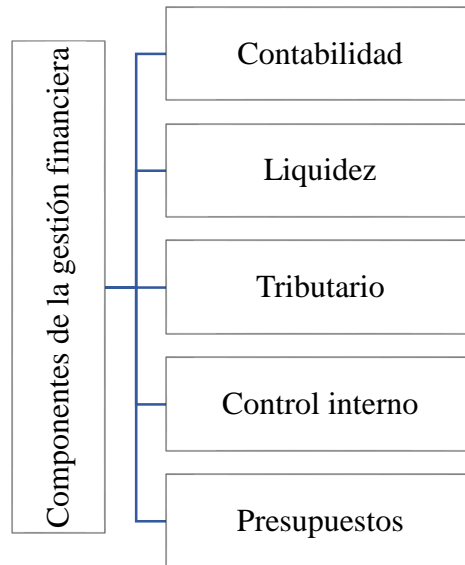 Componentes de la gestión financiera
Contabilidad
Liquidez
Tributario
Control interno
Presupuestos